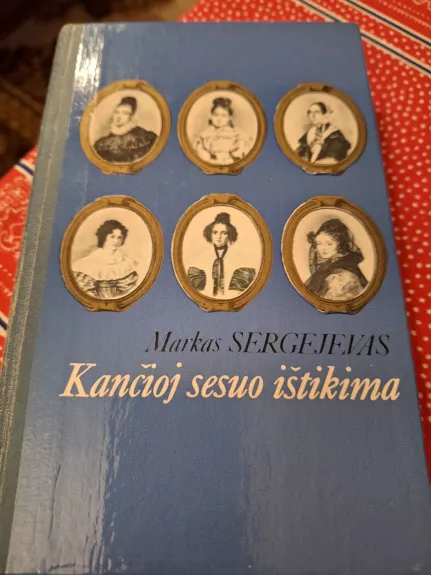 Markas SERGEJEVAS
Kančioj sesuo ištikima